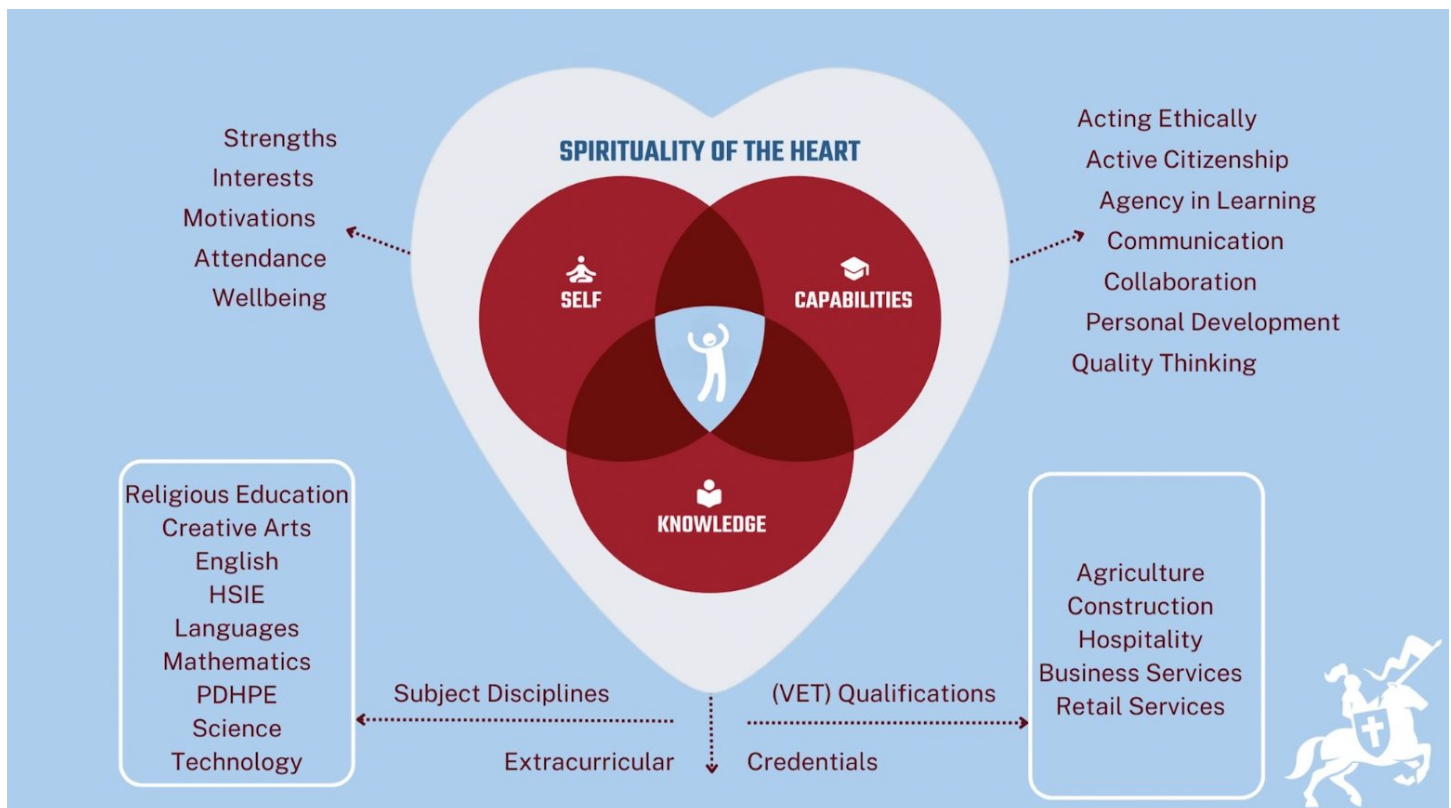 SPIRITUALITY OF THE HEART
Strengths
Interests
Motivations
Attendance
Wellbeing
SELF
CAPABILITIES
KNOWLEDGE
Acting Ethically
Active Citizenship
Agency in Learning
Communication
Collaboration
Personal Development
Quality Thinking
Religious Education
Creative Arts
English
HSIE
Languages
Mathematics
PDHPE
Science
Technology
Subject Disciplines
(VET) Qualifications
Extracurricular
Credentials
Agriculture
Construction
Hospitality
Business Services
Retail Services